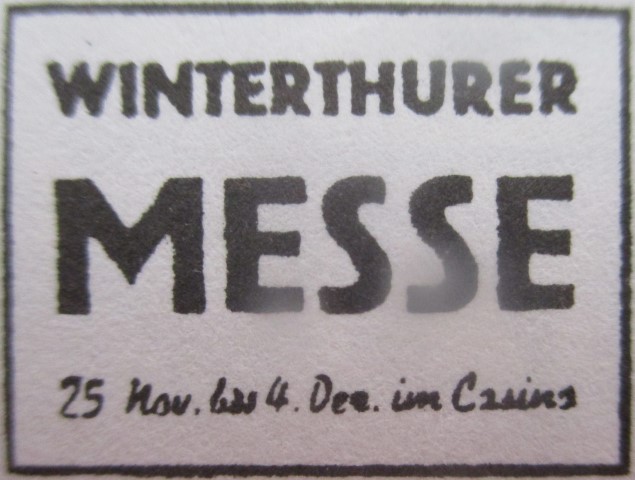 WINTERTHURER
MESSE
25 Nov. bis 4. Dez. im Casino